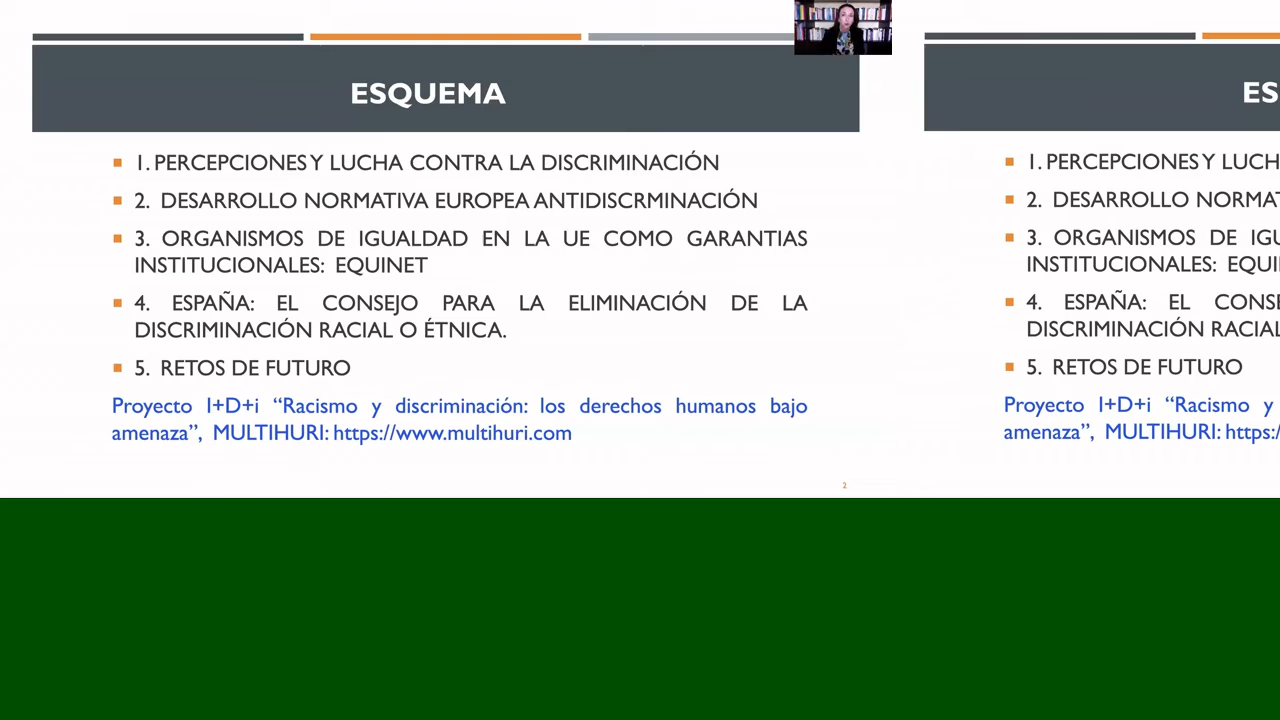 ESQUEMA
1. PERCEPCIONES Y LUCHA CONTRA LA DISCRIMINACIÓN
2. DESARROLLO NORMATIVA EUROPEA ANTIDISCRMINACIÓN
3. ORGANISMOS DE IGUALDAD EN LA UE COMO GARANTIAS
INSTITUCIONALES: EQUINET
4. ESPAÑA: EL CONSEJO PARA LA ELIMINACIÓN DE LA
DISCRIMINACIÓN RACIAL O ÉTNICA.
5. RETOS DE FUTURO
Proyecto I+D+i “Racismo y discriminación: los derechos humanos bajo
amenaza”, MULTIHURI: https://www.multihuri.com
2
ES
1. PERCEPCIONES Y LUCH
2. DESARROLLO NORMAT
3. ORGANISMOS DE IGU
INSTITUCIONALES: EQUI
4. ESPAÑA: EL CONSE
DISCRIMINACIÓN RACIAL
5. RETOS DE FUTURO
Proyecto I+D+i “Racismo y
amenaza”, MULTIHURI: https:/